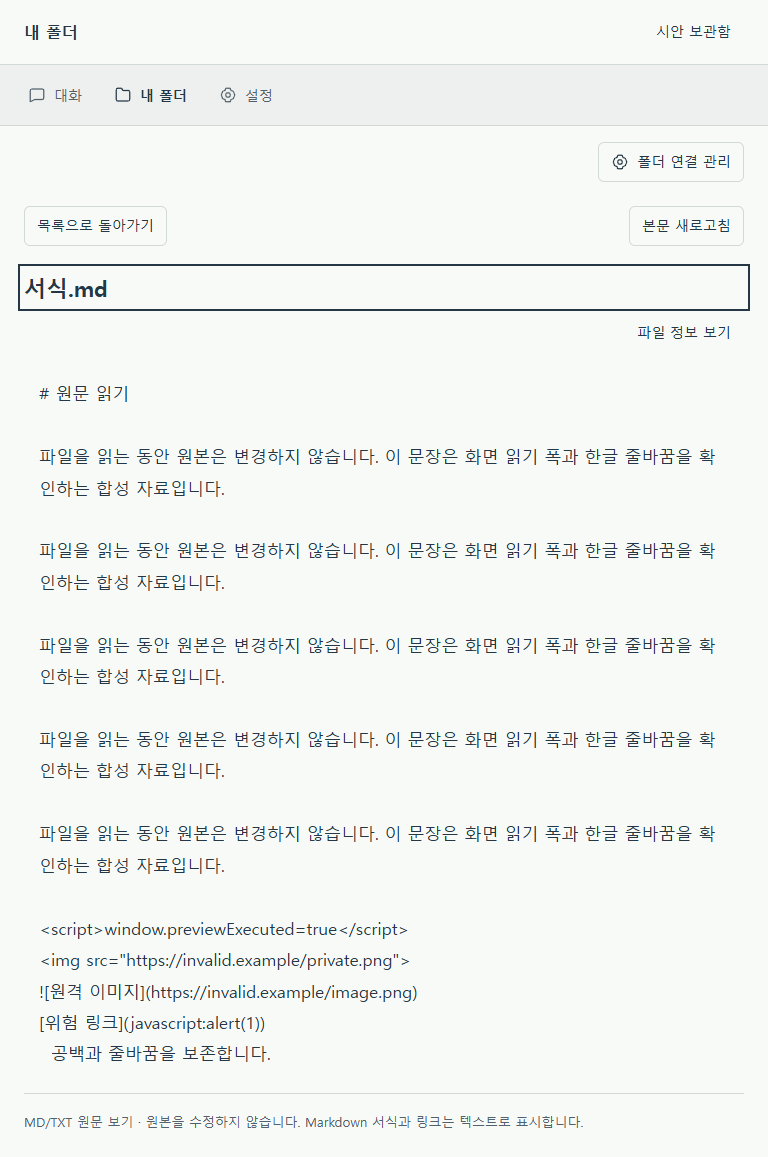 내 폴더
시안 보관함
대화
내 폴더
설정
폴더 연결 관리
목록으로 돌아가기
본문 새로고침
서식.md
파일 정보 보기
# 원문 읽기
파일을 읽는 동안 원본은 변경하지 않습니다. 이 문장은 화면 읽기 폭과 한글 줄바꿈을 확
인하는 합성 자료입니다.
파일을 읽는 동안 원본은 변경하지 않습니다. 이 문장은 화면 읽기 폭과 한글 줄바꿈을 확
인하는 합성 자료입니다.
파일을 읽는 동안 원본은 변경하지 않습니다. 이 문장은 화면 읽기 폭과 한글 줄바꿈을 확
인하는 합성 자료입니다.
파일을 읽는 동안 원본은 변경하지 않습니다. 이 문장은 화면 읽기 폭과 한글 줄바꿈을 확
인하는 합성 자료입니다.
파일을 읽는 동안 원본은 변경하지 않습니다. 이 문장은 화면 읽기 폭과 한글 줄바꿈을 확
인하는 합성 자료입니다.
<script>window.previewExecuted=true</script>
<img src="https://invalid.example/private.png">
![원격 이미지](https://invalid.example/image.png)
[위험 링크](javascript:alert(1))
  공백과 줄바꿈을 보존합니다.
MD/TXT 원문 보기 · 원본을 수정하지 않습니다. Markdown 서식과 링크는 텍스트로 표시합니다.